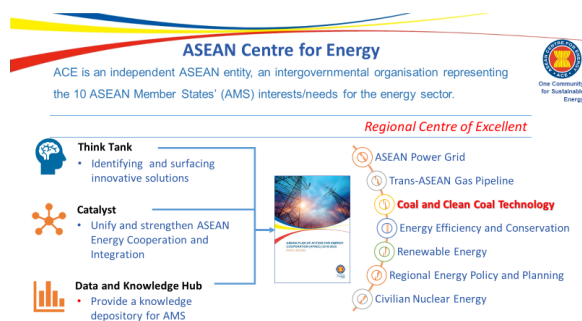 ASEAN Centre for Energy
ACE is an independent ASEAN entity, an intergovernmental organisation representing
the 10 ASEAN Member States' (AMS) interests/needs for the energy sector.
One Community
for Sustainable
Energy
Regional Centre of Excellent
Think Tank
• Identifying and surfacing
innovative solutions
Catalyst
• Unify and strengthen ASEAN
Energy Cooperation and
Integration
Data and Knowledge Hub
• Provide a knowledge
depository for AMS
ASEAN Power Grid
Trans-ASEAN Gas Pipeline
Coal and Clean Coal Technology
Energy Efficiency and Conservation
Renewable Energy
Regional Energy Policy and Planning
Civilian Nuclear Energy